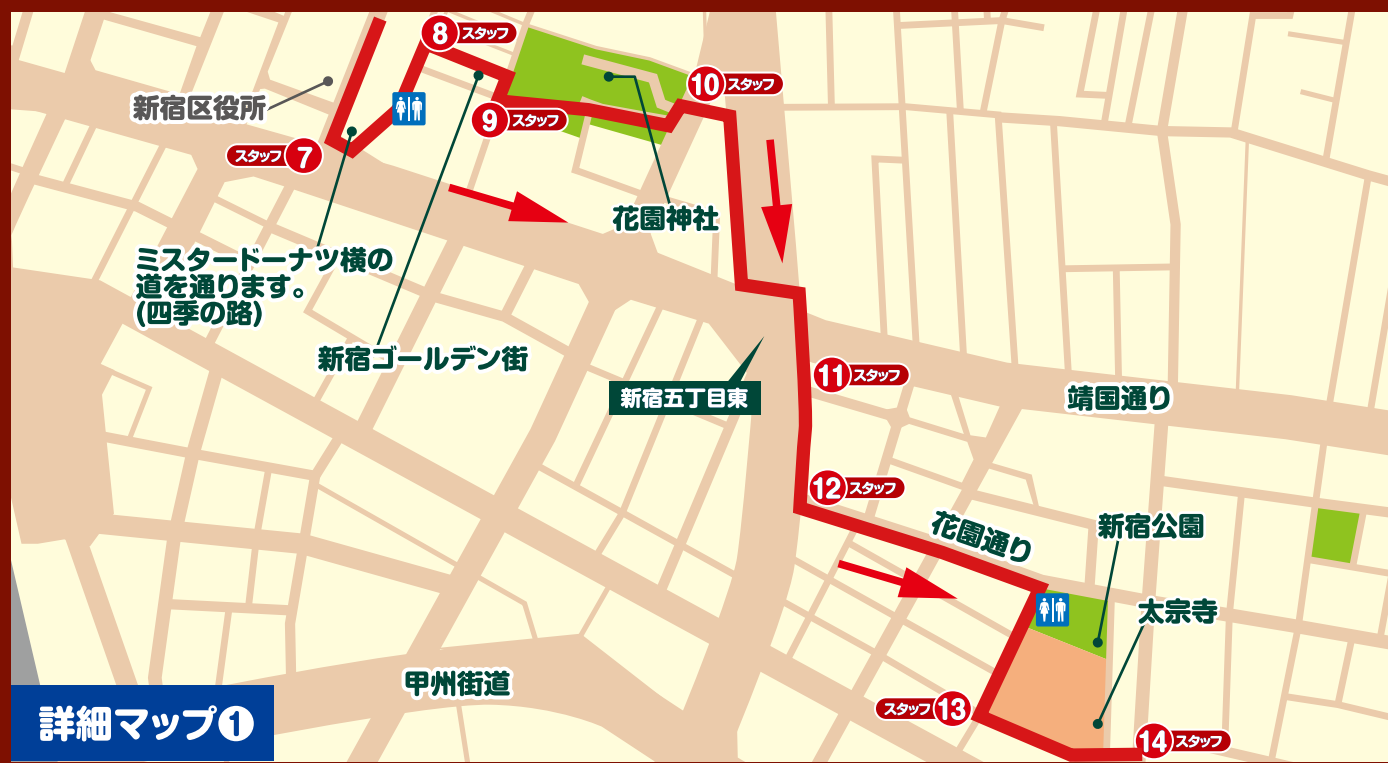 8 スタッフ
10 スタッフ
新宿区役所
9 スタッフ
スタッフ 7
花園神社
ミスタードーナツ横の
道を通ります。
(四季の路)
新宿ゴールデン街
11 スタッフ
新宿五丁目東
靖国通り
12 スタッフ
花園通り
新宿公園
太宗寺
甲州街道
スタッフ 13
詳細マップ❶
14 スタッフ